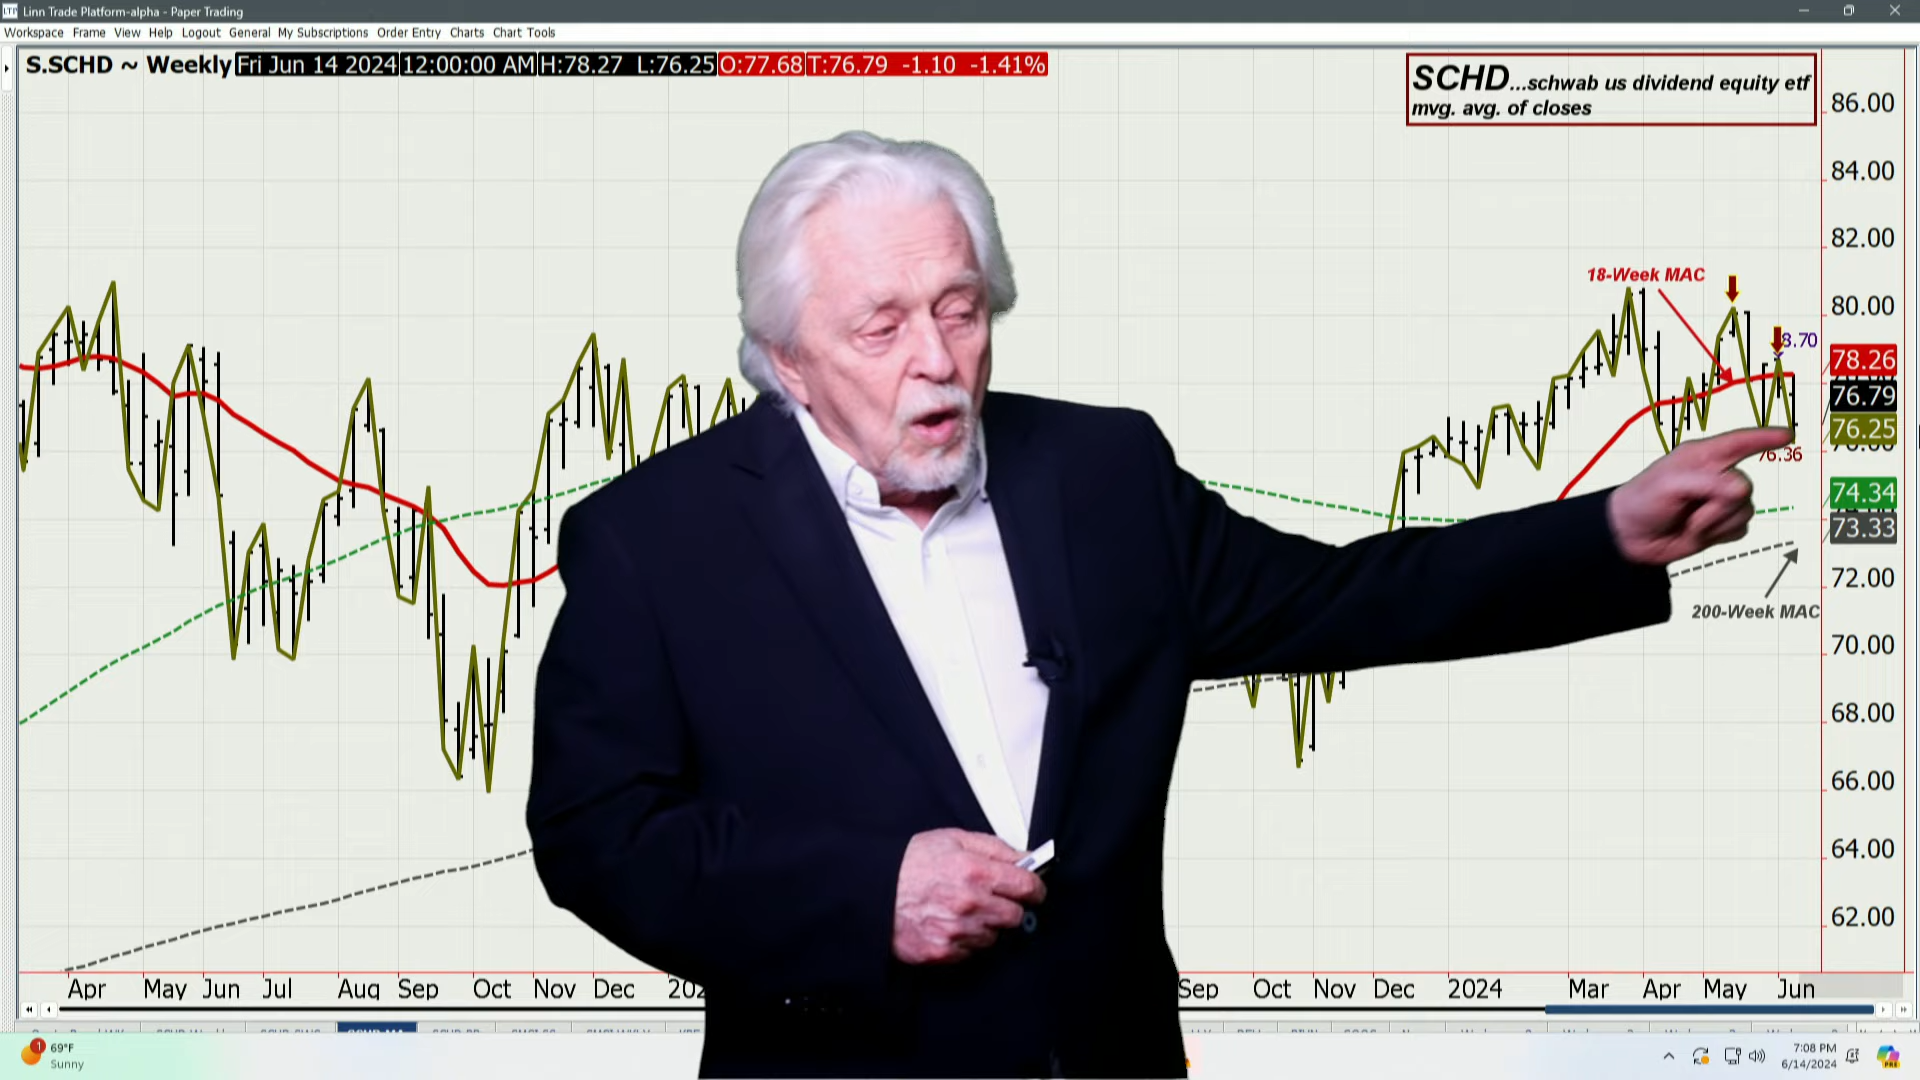 Linn Trade Platform-alpha - Paper Trading
Workspace Frame View Help Logout General My Subscriptions Order Entry Charts Chart Tools
S.SCHD ~ Weekly Fri Jun 14 2024 12:00:00 AM H:78.27 L:76.25 O:77.68 T:76.79 -1.10 -1.41%
SCHD...schwab us dividend equity etf
mvg. avg. of closes
86.00
84.00
82.00
80.00
18-Week MAC
8.70
78.26
76.79
76.25
76.36
74.34
73.33
72.00
200-Week MAC
70.00
68.00
66.00
64.00
62.00
Apr May Jun Jul Aug Sep Oct Nov Dec 202 Sep Oct Nov Dec 2024 Mar Apr May Jun
1
69°F
Sunny
7:08 PM
6/14/2024